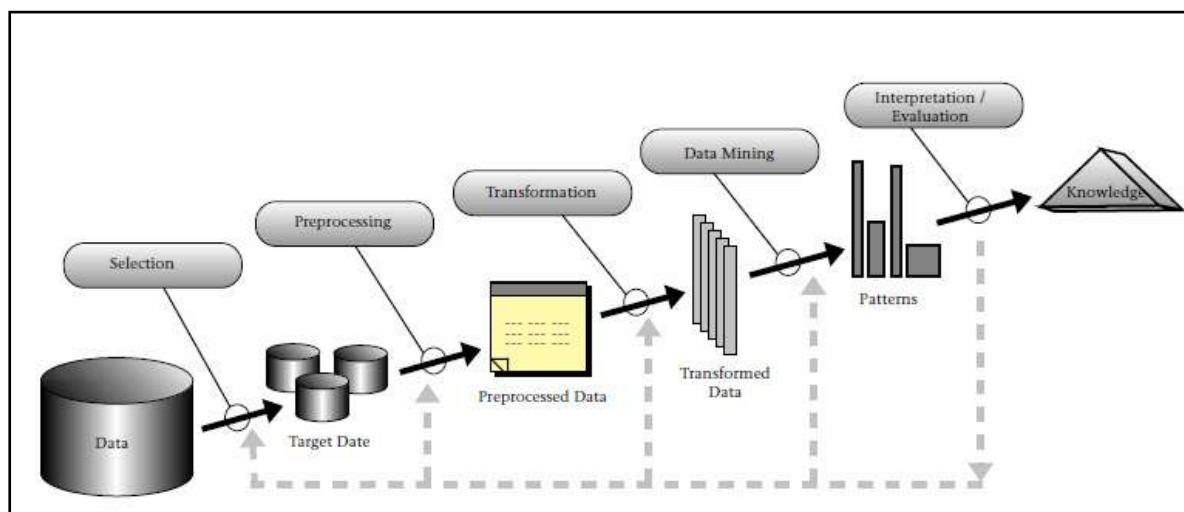 Interpretation /
Evaluation
Data Mining
Transformation
Preprocessing
Selection
Knowledge
Patterns
Transformed
Data
Preprocessed Data
Target Date
Data